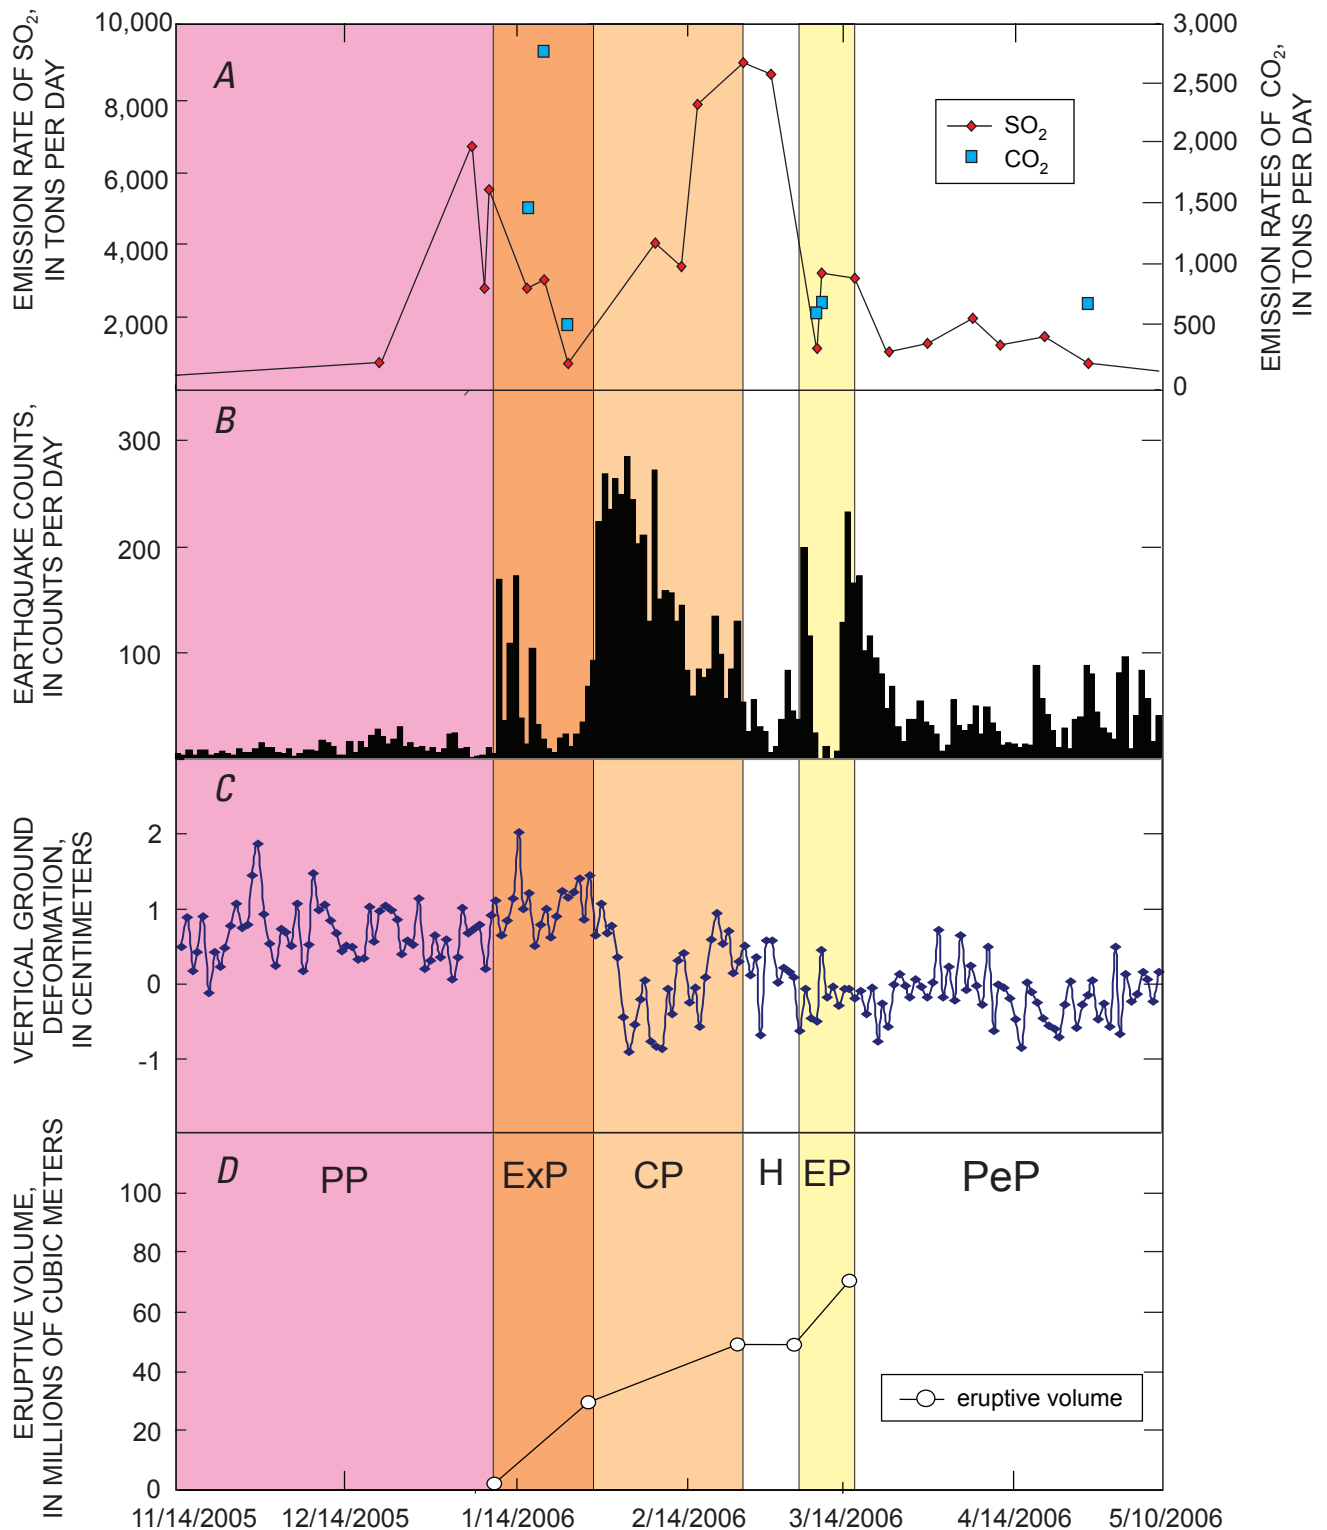 EMISSION RATE OF SO2,
IN TONS PER DAY
10,000
8,000
6,000
4,000
2,000
A
SO2
CO2
3,000
2,500
2,000
1,500
1,000
500
0
EMISSION RATES OF CO2,
IN TONS PER DAY
EARTHQUAKE COUNTS,
IN COUNTS PER DAY
300
200
100
B
VERTICAL GROUND
DEFORMATION,
IN CENTIMETERS
2
1
0
-1
C
ERUPTIVE VOLUME,
IN MILLIONS OF CUBIC METERS
100
80
60
40
20
0
D
PP
ExP
CP
H
EP
PeP
eruptive volume
11/14/2005
12/14/2005
1/14/2006
2/14/2006
3/14/2006
4/14/2006
5/10/2006